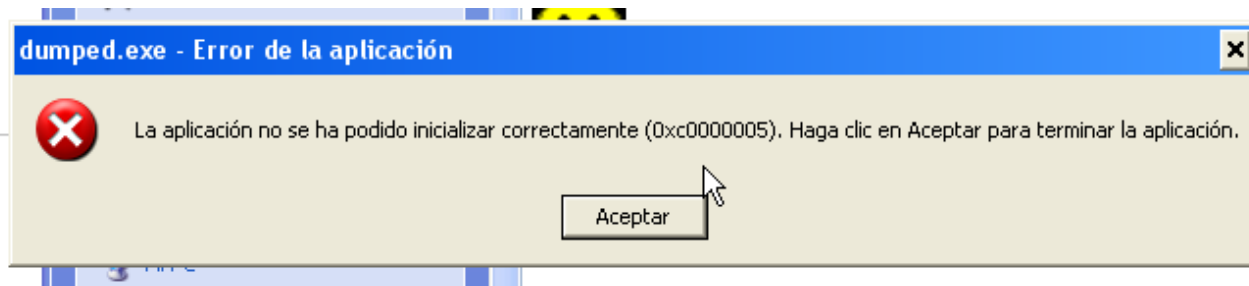 dumped.exe - Error de la aplicación
La aplicación no se ha podido inicializar correctamente (0xc0000005). Haga clic en Aceptar para terminar la aplicación.
Aceptar